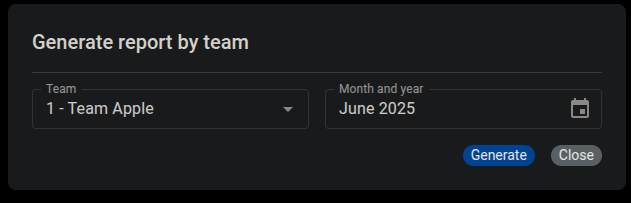 Generate report by team
Team
Month and year
1 - Team Apple
June 2025
Generate
Close